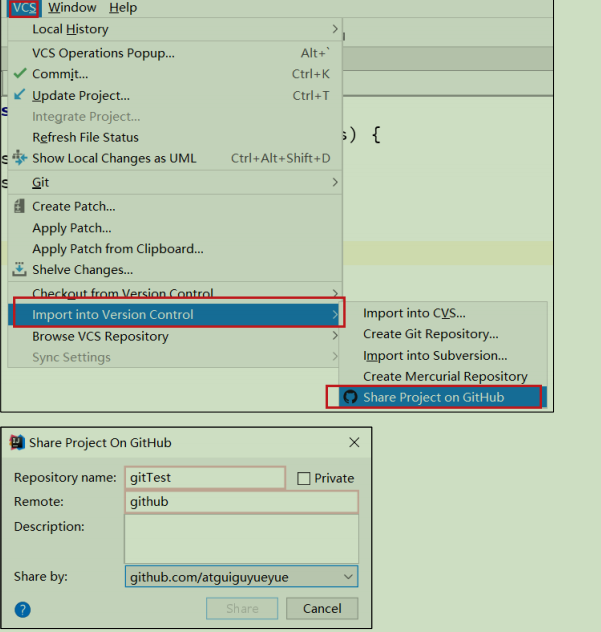 VCS Window Help
Local History
VCS Operations Popup... Alt+`
Commit... Ctrl+K
Update Project... Ctrl+T
Integrate Project...
Refresh File Status
s) {
Show Local Changes as UML Ctrl+Alt+Shift+D
Git
Create Patch...
Apply Patch...
Apply Patch from Clipboard...
Shelve Changes...
Checkout from Version Control
Import into Version Control
Browse VCS Repository
Sync Settings
Import into CVS...
Create Git Repository...
Import into Subversion...
Create Mercurial Repository
Share Project on GitHub
Share Project On GitHub
Repository name: gitTest Private
Remote: github
Description:
Share by: github.com/atguiguyueyue
? Share Cancel